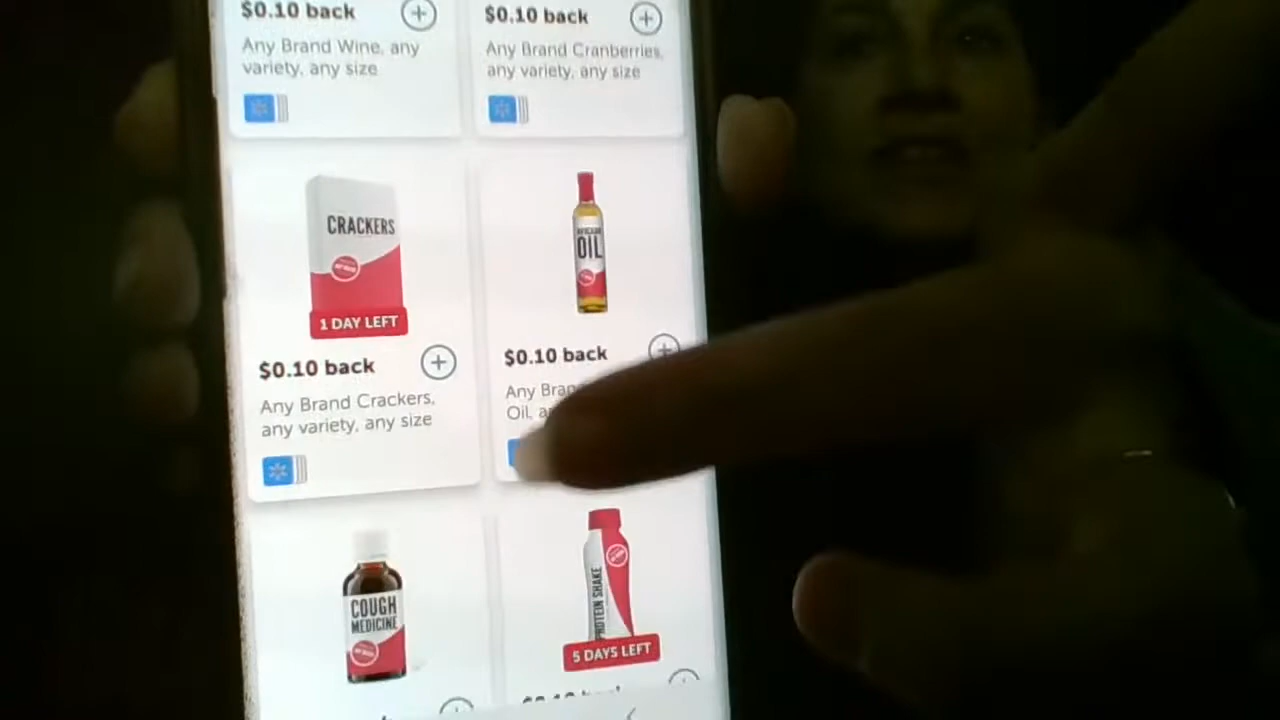 $0.10 back
Any Brand Wine, any
variety, any size
$0.10 back
Any Brand Cranberries,
any variety, any size
CRACKERS
1 DAY LEFT
$0.10 back
Any Brand Crackers,
any variety, any size
OIL
$0.10 back
Any Bran
Oil, a
COUGH
MEDICINE
PROTEIN SHAKE
5 DAYS LEFT